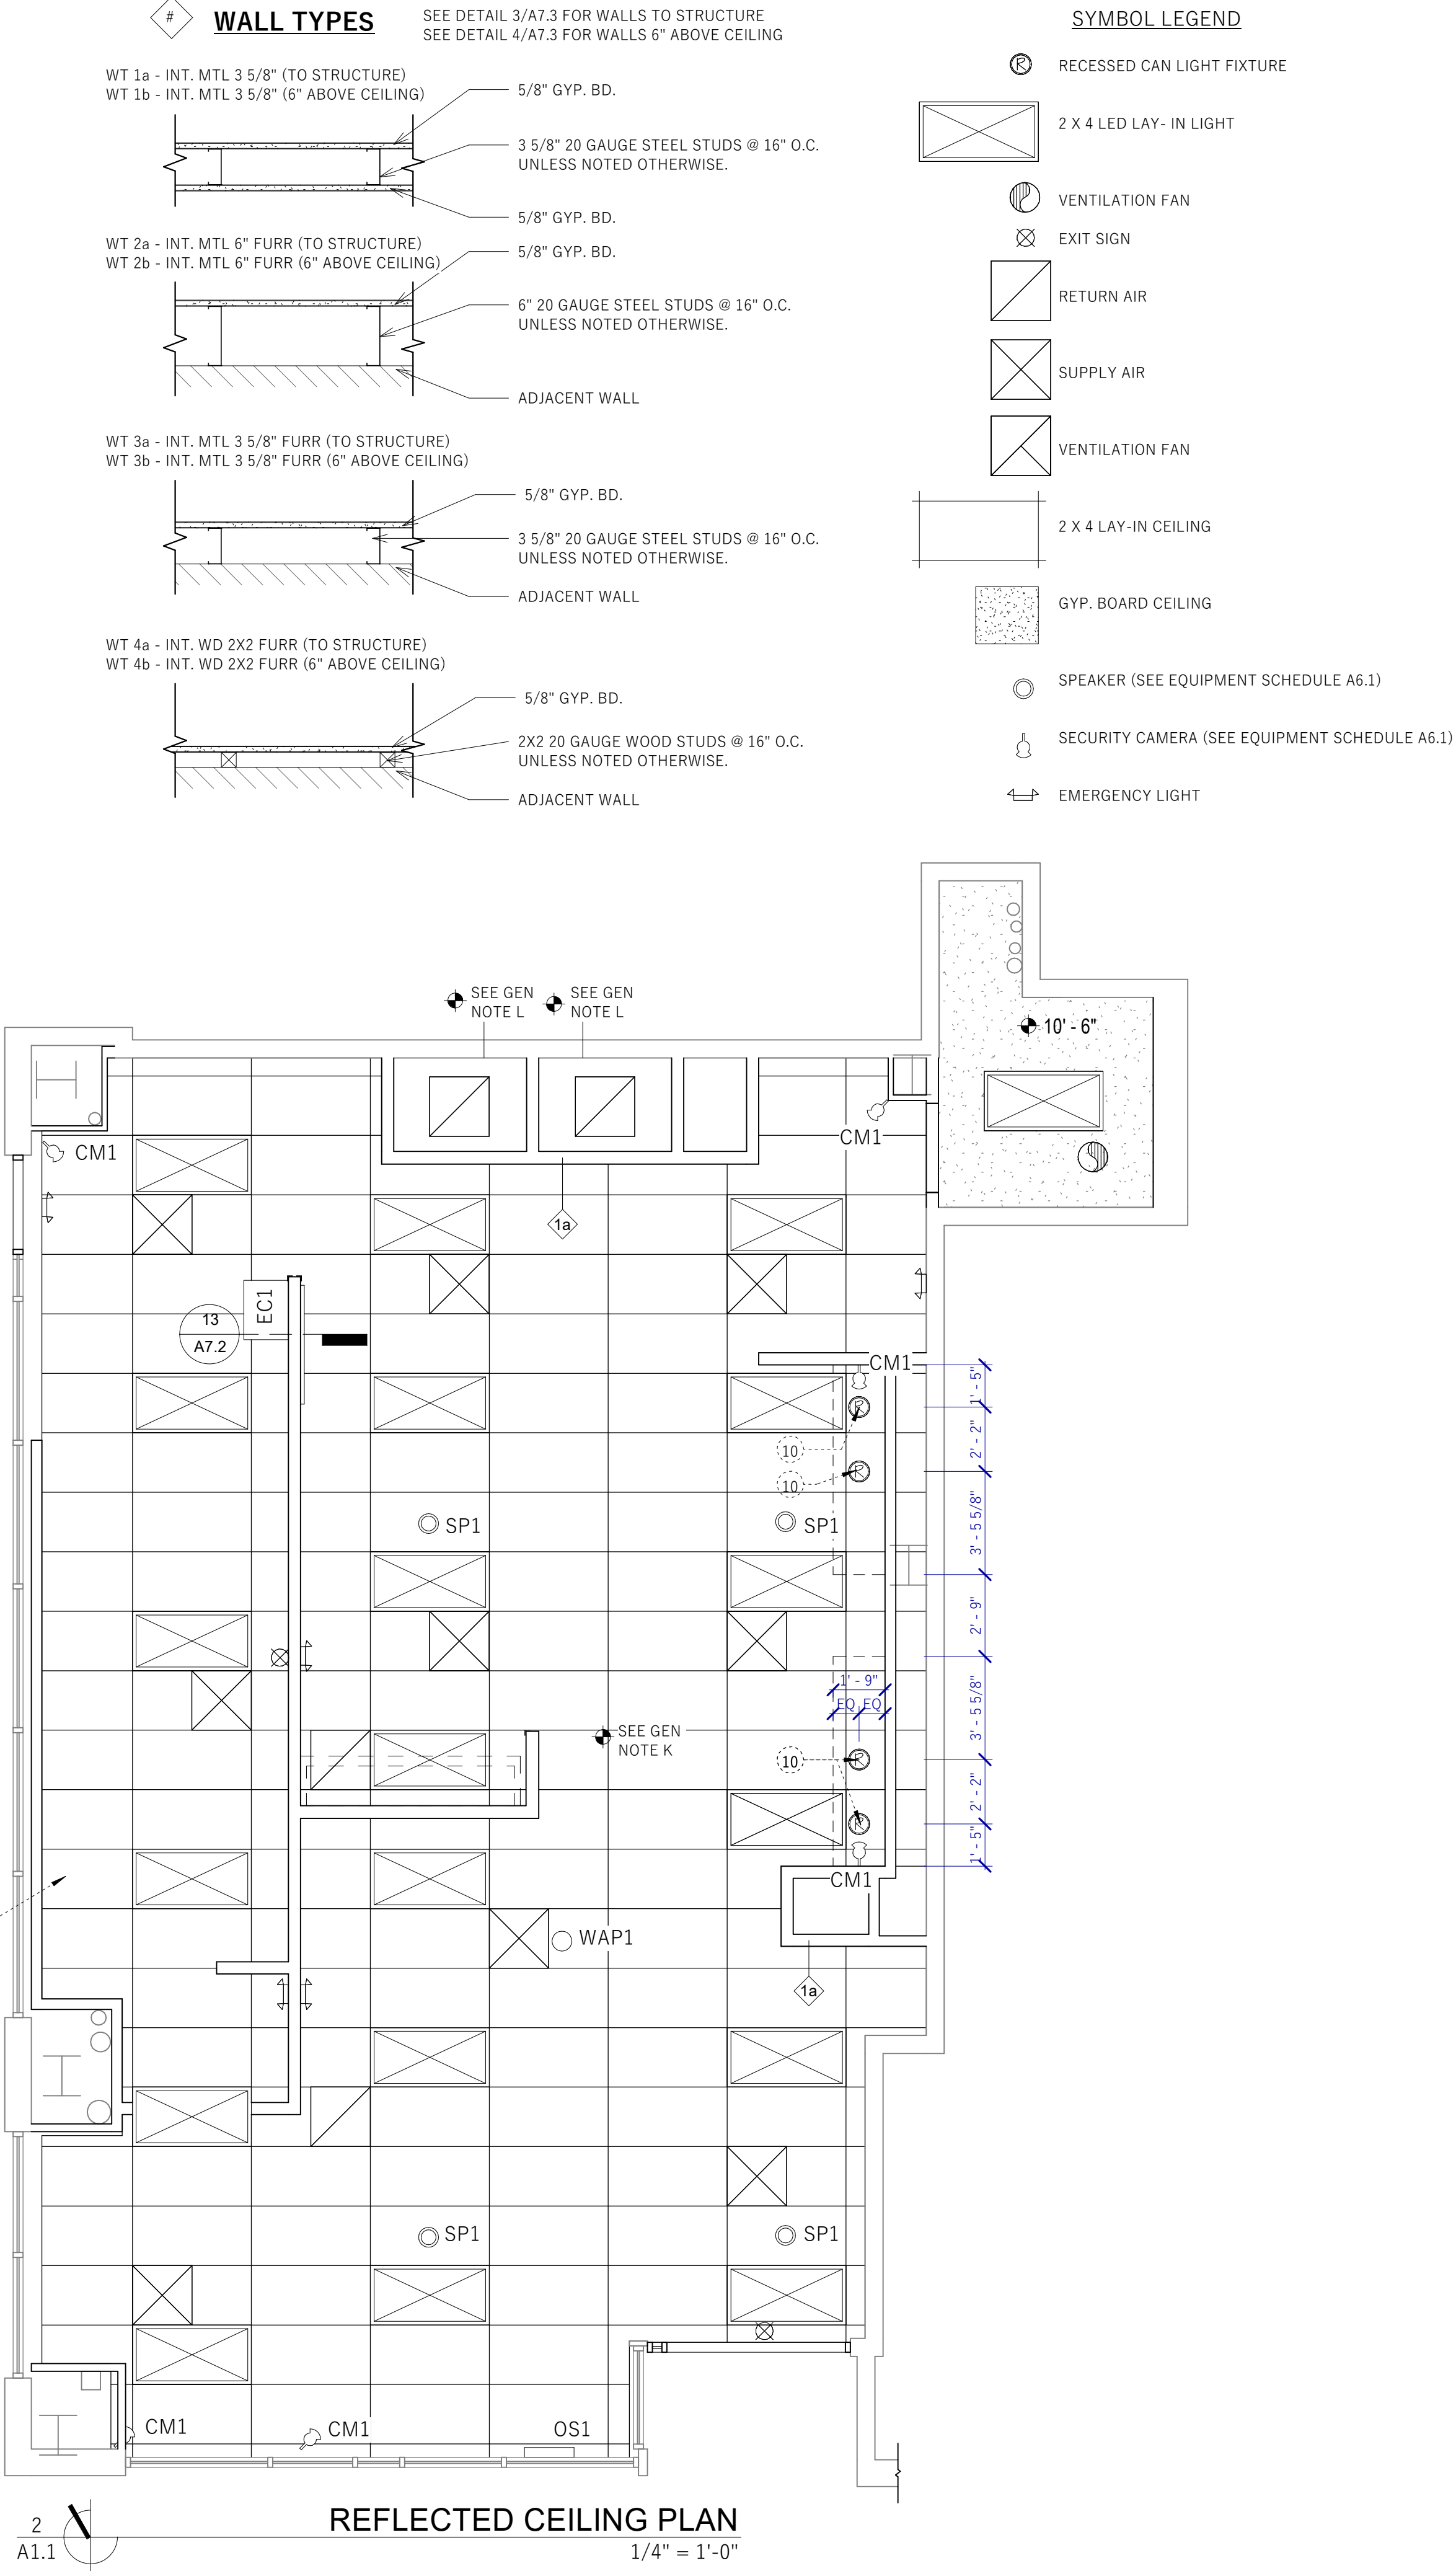 #
WALL TYPES
SEE DETAIL 3/A7.3 FOR WALLS TO STRUCTURE
SEE DETAIL 4/A7.3 FOR WALLS 6" ABOVE CEILING
WT 1a - INT. MTL 3 5/8" (TO STRUCTURE)
WT 1b - INT. MTL 3 5/8" (6" ABOVE CEILING)
5/8" GYP. BD.
3 5/8" 20 GAUGE STEEL STUDS @ 16" O.C.
UNLESS NOTED OTHERWISE.
5/8" GYP. BD.
WT 2a - INT. MTL 6" FURR (TO STRUCTURE)
WT 2b - INT. MTL 6" FURR (6" ABOVE CEILING)
5/8" GYP. BD.
6" 20 GAUGE STEEL STUDS @ 16" O.C.
UNLESS NOTED OTHERWISE.
ADJACENT WALL
WT 3a - INT. MTL 3 5/8" FURR (TO STRUCTURE)
WT 3b - INT. MTL 3 5/8" FURR (6" ABOVE CEILING)
5/8" GYP. BD.
3 5/8" 20 GAUGE STEEL STUDS @ 16" O.C.
UNLESS NOTED OTHERWISE.
ADJACENT WALL
WT 4a - INT. WD 2X2 FURR (TO STRUCTURE)
WT 4b - INT. WD 2X2 FURR (6" ABOVE CEILING)
5/8" GYP. BD.
2X2 20 GAUGE WOOD STUDS @ 16" O.C.
UNLESS NOTED OTHERWISE.
ADJACENT WALL
SYMBOL LEGEND
R
RECESSED CAN LIGHT FIXTURE
2 X 4 LED LAY- IN LIGHT
VENTILATION FAN
EXIT SIGN
RETURN AIR
SUPPLY AIR
VENTILATION FAN
2 X 4 LAY-IN CEILING
GYP. BOARD CEILING
SPEAKER (SEE EQUIPMENT SCHEDULE A6.1)
SECURITY CAMERA (SEE EQUIPMENT SCHEDULE A6.1)
EMERGENCY LIGHT
SEE GEN
NOTE L
SEE GEN
NOTE L
10' - 6"
CM1
CM1
1a
EC1
13
A7.2
CM1
1' - 5"
R
10
2' - 2"
R
10
SP1
SP1
3' - 5 5/8"
2' - 9"
1' - 9"
EQ
EQ
3' - 5 5/8"
SEE GEN
NOTE K
10
R
2' - 2"
R
1' - 5"
CM1
WAP1
1a
SP1
SP1
CM1
CM1
OS1
2
A1.1
REFLECTED CEILING PLAN
1/4" = 1'-0"